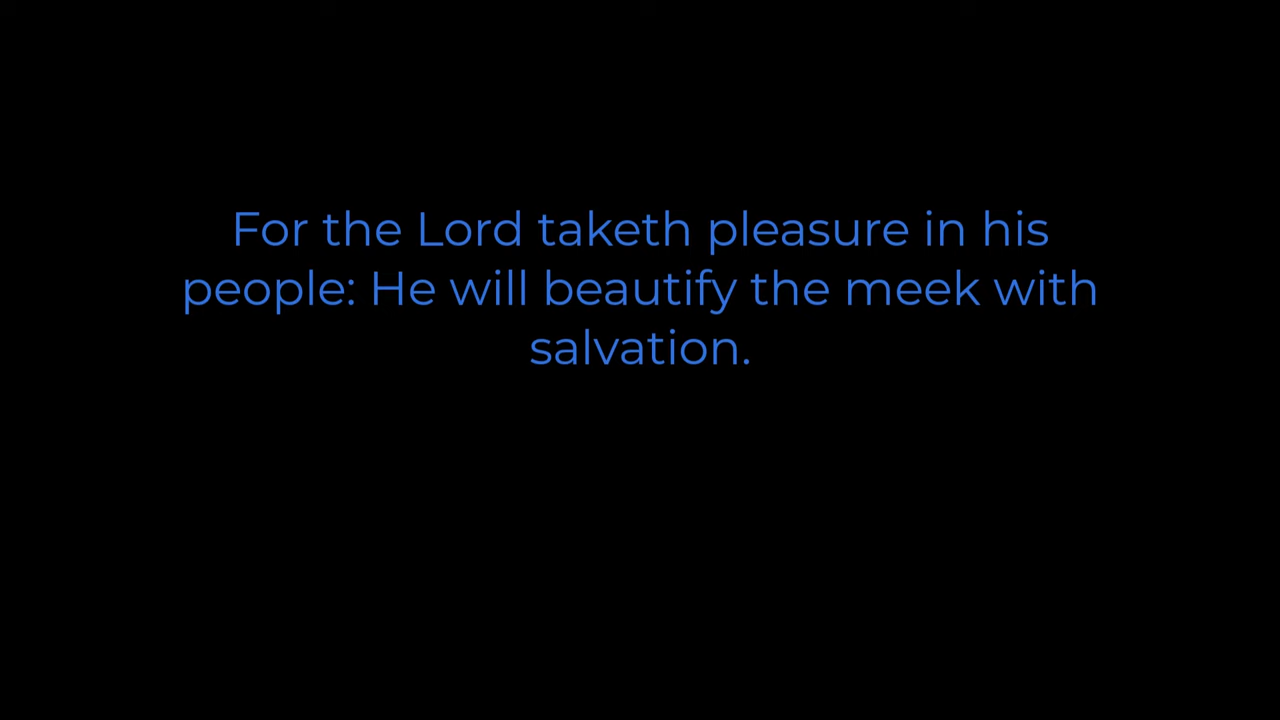 For the Lord taketh pleasure in his
people: He will beautify the meek with
salvation.